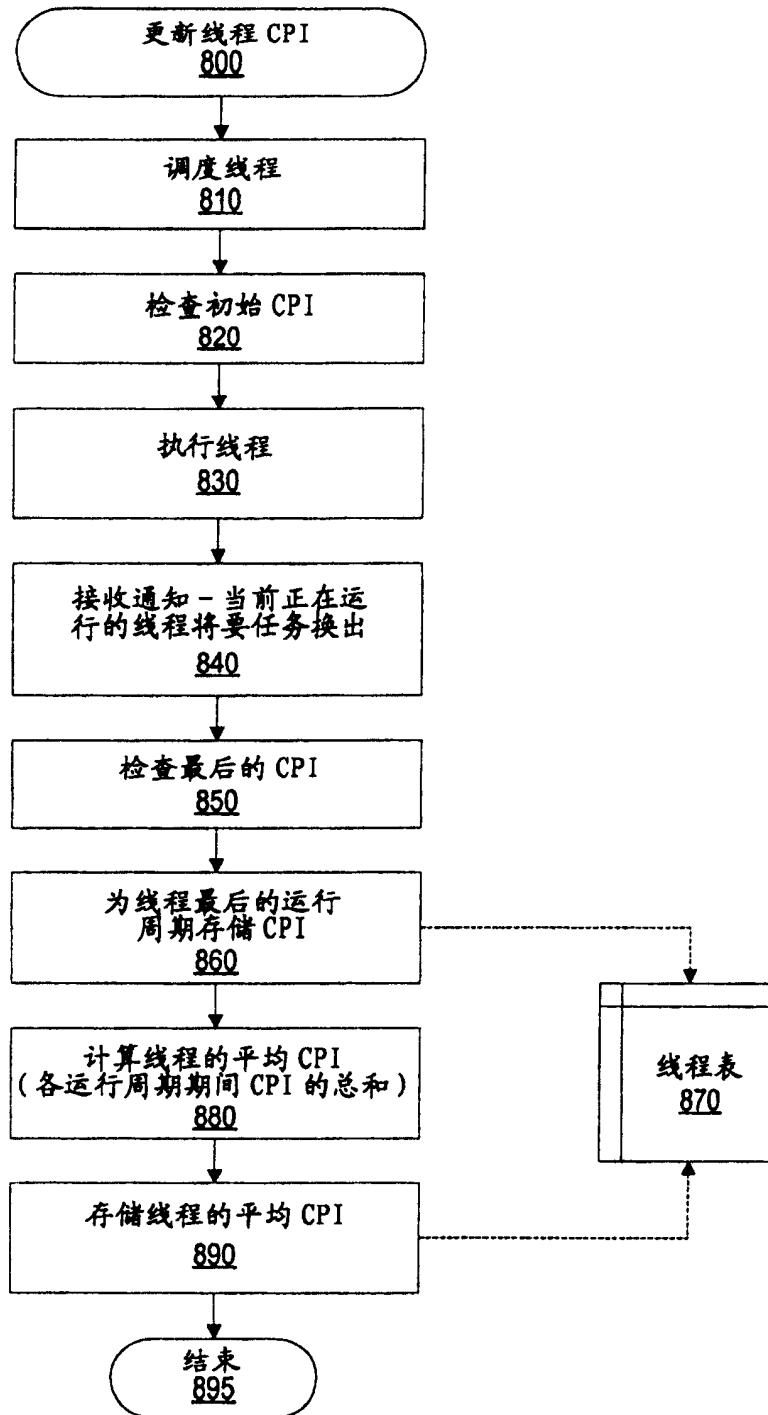 更新线程 CPI
800
调度线程
810
检查初始 CPI
820
执行线程
830
接收通知 – 当前正在运
行的线程将要任务换出
840
检查最后的 CPI
850
为线程最后的运行
周期存储 CPI
860
计算线程的平均 CPI
(各运行周期期间 CPI 的总和)
880
线程表
870
存储线程的平均 CPI
890
结束
895